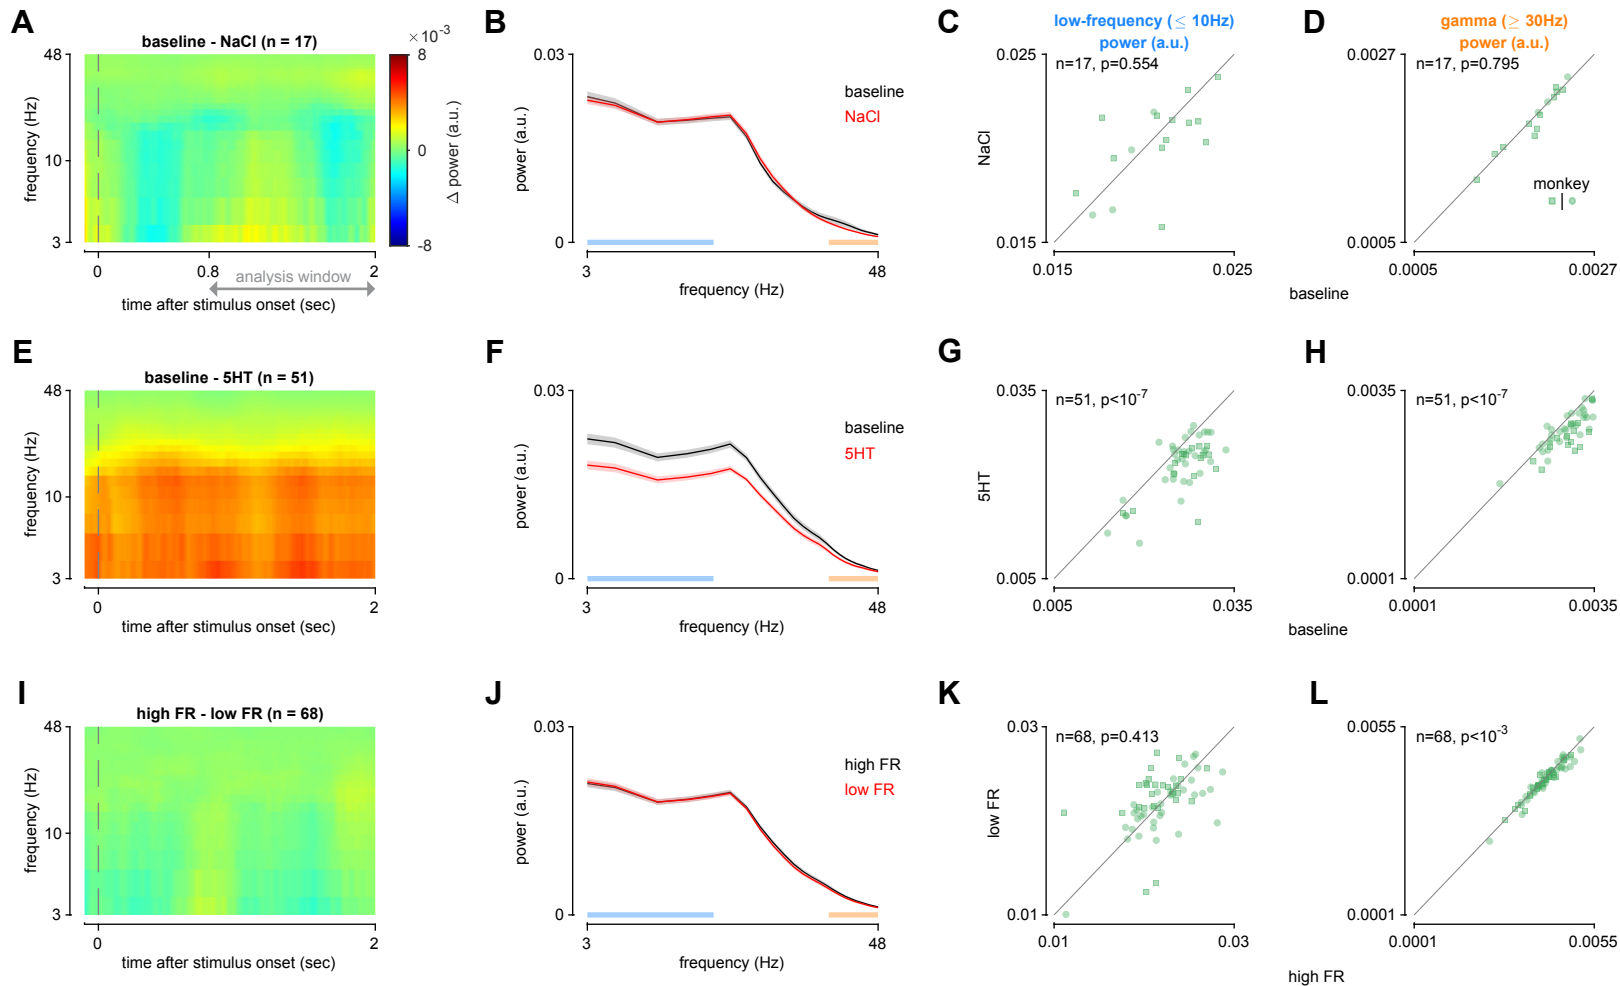 A
baseline - NaCl (n = 17)
×10⁻³
8
0
-8
Δ power (a.u.)
48
10
3
frequency (Hz)
0
0.8
2
analysis window
time after stimulus onset (sec)
B
0.03
0
power (a.u.)
baseline
NaCl
3
48
frequency (Hz)
C
low-frequency (≤ 10Hz)
power (a.u.)
0.025
n=17, p=0.554
NaCl
0.015
0.015
0.025
D
gamma (≥ 30Hz)
power (a.u.)
0.0027
n=17, p=0.795
monkey
0.0005
0.0005
0.0027
baseline
E
baseline - 5HT (n = 51)
48
10
3
frequency (Hz)
0
2
time after stimulus onset (sec)
F
0.03
0
power (a.u.)
baseline
5HT
3
48
frequency (Hz)
G
0.035
n=51, p<10⁻⁷
5HT
0.005
0.005
0.035
H
0.0035
n=51, p<10⁻⁷
0.0001
0.0001
0.0035
baseline
I
high FR - low FR (n = 68)
48
10
3
frequency (Hz)
0
2
time after stimulus onset (sec)
J
0.03
0
power (a.u.)
high FR
low FR
3
48
frequency (Hz)
K
0.03
n=68, p=0.413
low FR
0.01
0.01
0.03
L
0.0055
n=68, p<10⁻³
0.0001
0.0001
0.0055
high FR